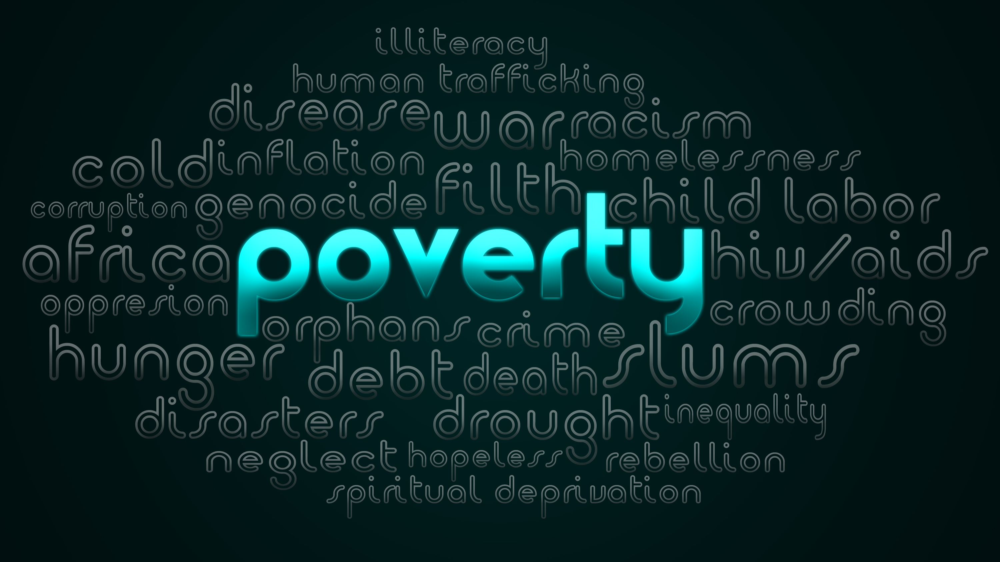 illiteracy
human trafficking
disease war racism
cold inflation filth homelessness
corruption genocide child labor
africa poverty hiv/aids
oppresion orphans crime crowding
hunger debt death slums
disasters drought inequality
neglect hopeless rebellion
spiritual deprivation